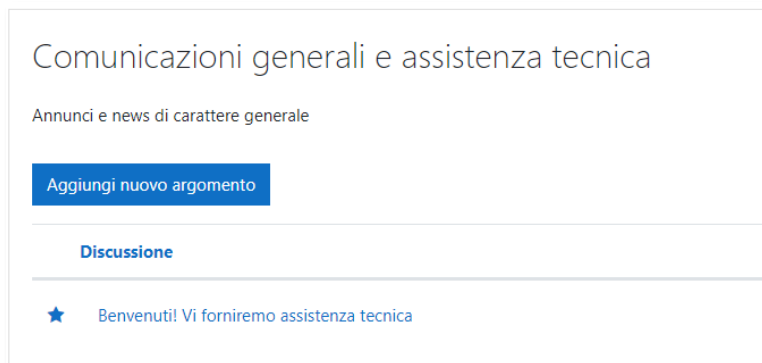 Comunicazioni generali e assistenza tecnica
Annunci e news di carattere generale
Aggiungi nuovo argomento
Discussione
Benvenuti! Vi forniremo assistenza tecnica